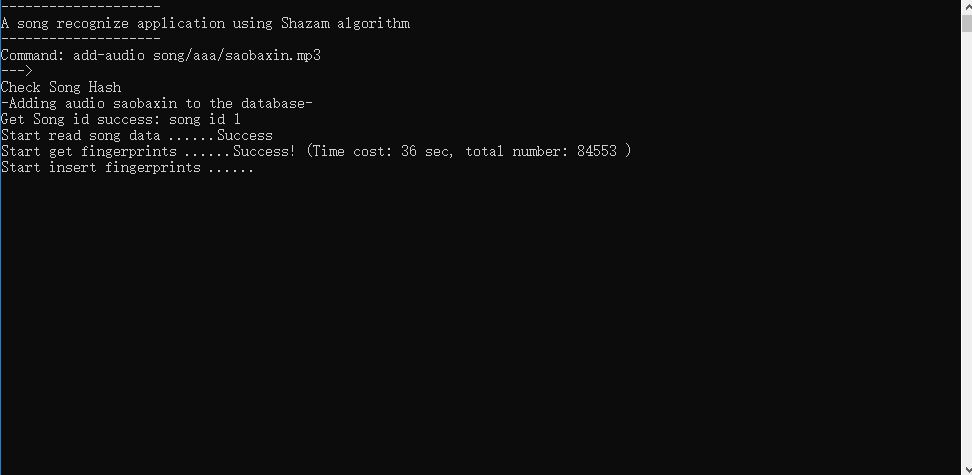 --------------------
A song recognize application using Shazam algorithm
--------------------
Command: add-audio song/aaa/saobaxin.mp3
--->
Check Song Hash
-Adding audio saobaxin to the database-
Get Song id success: song id 1
Start read song data ......Success
Start get fingerprints ......Success! (Time cost: 36 sec, total number: 84553 )
Start insert fingerprints ......